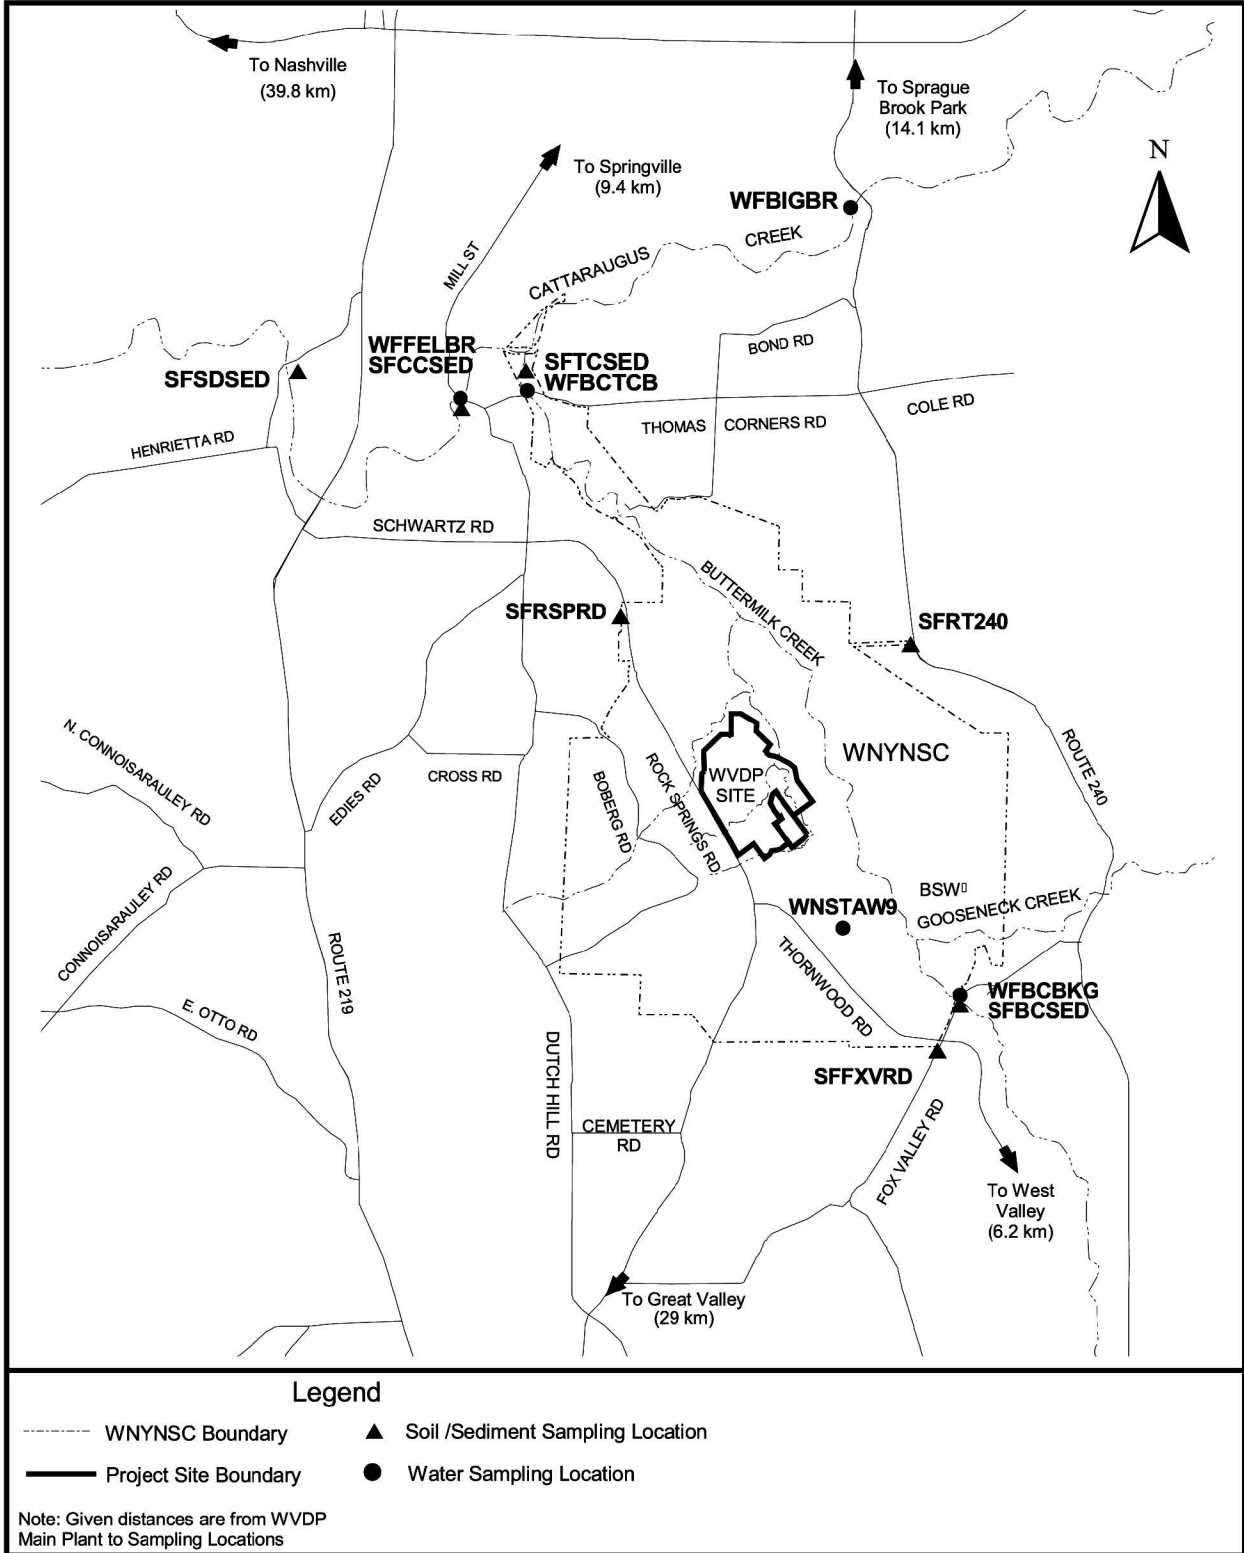 To Nashville
(39.8 km)
To Sprague
Brook Park
(14.1 km)
To Springville
(9.4 km)
N
WFBIGBR
MILL ST
CATTARAUGUS
CREEK
WFFELBR
SFCCSED
SFTCSED
WFBCTCB
SFSDSED
BOND RD
COLE RD
THOMAS
CORNERS RD
HENRIETTA RD
SCHWARTZ RD
BUTTERMILK CREEK
SFRSPRD
SFRT240
WNYNSC
N. CONNOISARAULEY RD
EDIES RD
CROSS RD
BOBERG RD
ROCK SPRINGS RD
WVDP
SITE
ROUTE 240
CONNOISARAULEY RD
BSW▯
GOOSENECK CREEK
WNSTAW9
THORNWOOD RD
ROUTE 219
E. OTTO RD
WFBCBKG
SFBCSED
SFFXVRD
DUTCH HILL RD
CEMETERY
RD
FOX VALLEY RD
To West
Valley
(6.2 km)
To Great Valley
(29 km)
Legend
WNYNSC Boundary
Soil /Sediment Sampling Location
Project Site Boundary
Water Sampling Location
Note: Given distances are from WVDP
Main Plant to Sampling Locations